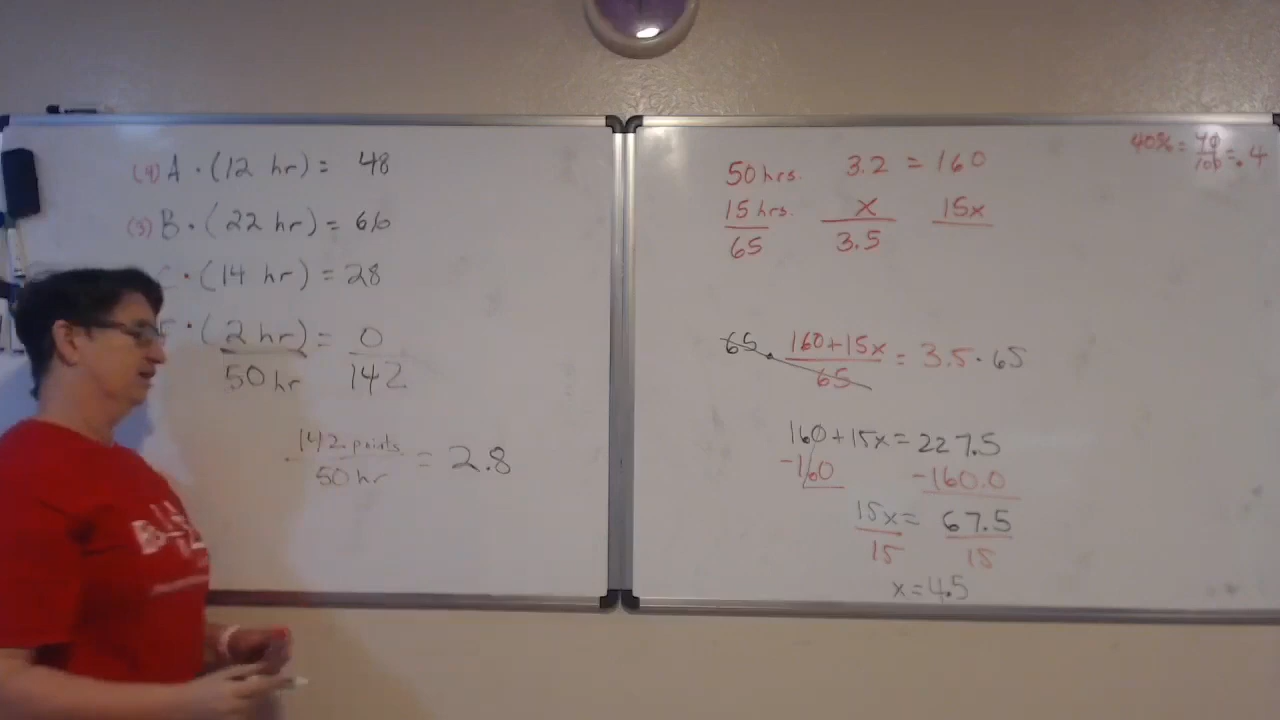 (4) A · (12 hr) = 48
(3) B · (22 hr) = 66
· (14 hr) = 28
· (2 hr) = 0
50 hr 142
142 points
50 hr
= 2.8
40% = 40/100 = .4
50 hrs. 3.2 = 160
15 hrs. x 15x
65 3.5
65 · (160+15x)/65 = 3.5 · 65
160+15x = 227.5
-160 -160.0
15x = 67.5
15 15
x = 4.5